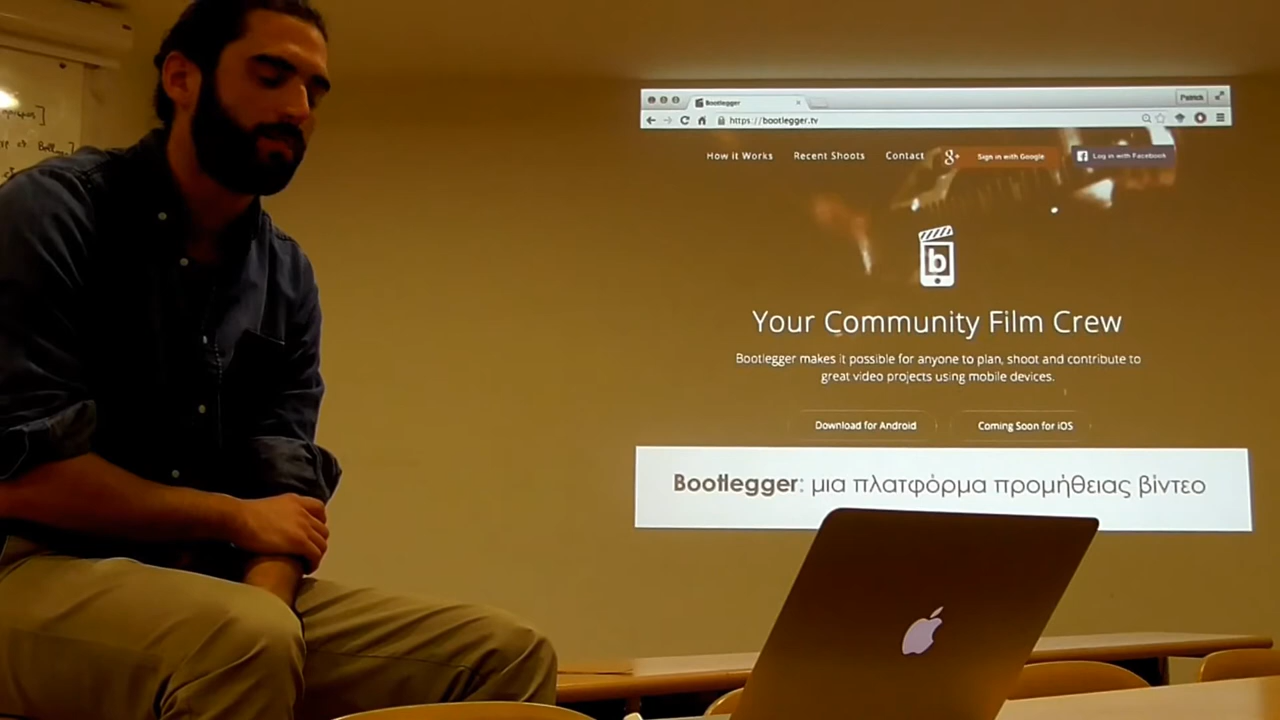 Bootlegger
Patrick
https://bootlegger.tv
How it Works
Recent Shoots
Contact
g+
Sign in with Google
f
Log in with Facebook
b
Your Community Film Crew
Bootlegger makes it possible for anyone to plan, shoot and contribute to
great video projects using mobile devices.
Download for Android
Coming Soon for iOS
Bootlegger: μια πλατφόρμα προμήθειας βίντεο